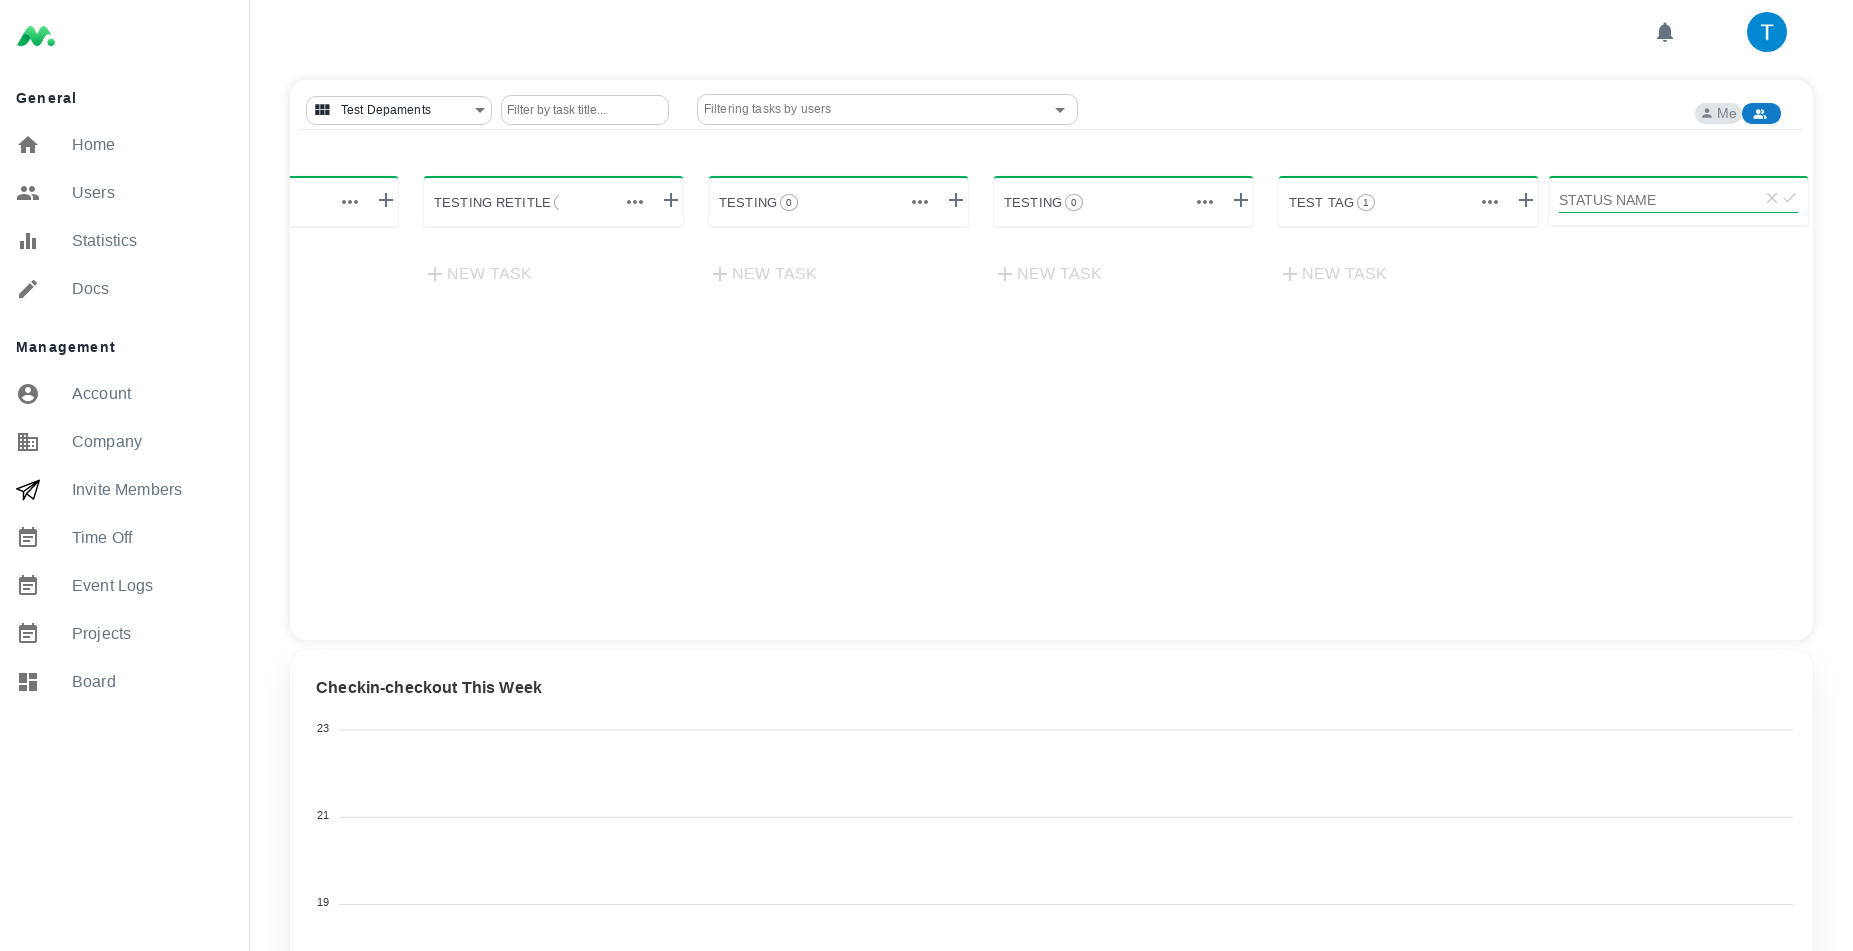 T
General
Home
Users
Statistics
Docs
Management
Account
Company
Invite Members
Time Off
Event Logs
Projects
Board
Test Depaments
Filter by task title...
Filtering tasks by users
Me
TESTING RETITLE
TESTING 0
TESTING 0
TEST TAG 1
STATUS NAME
NEW TASK
NEW TASK
NEW TASK
NEW TASK
Checkin-checkout This Week
23
21
19